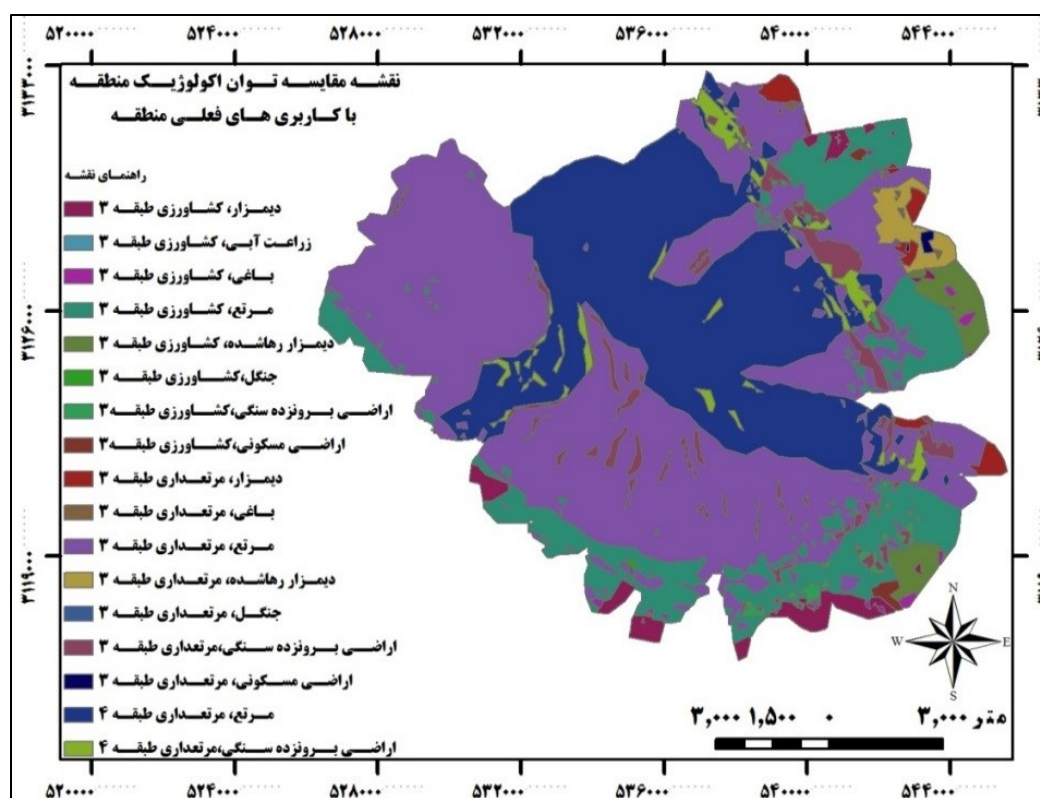 ۵۲۰۰۰۰ ۵۲۴۰۰۰ ۵۲۸۰۰۰ ۵۳۲۰۰۰ ۵۳۶۰۰۰ ۵۴۰۰۰۰ ۵۴۴۰۰۰
۳۱۳۳۰۰۰
۳۱۲۶۰۰۰
۳۱۱۹۰۰۰
نقشه مقایسه توان اکولوژیک منطقه
با کاربری های فعلی منطقه
راهنمای نقشه
دیمزار، کشاورزی طبقه ۳
زراعت آبی، کشاورزی طبقه ۳
باغی، کشاورزی طبقه ۳
مرتع، کشاورزی طبقه ۳
دیمزار رهاشده، کشاورزی طبقه ۳
جنگل،کشاورزی طبقه ۳
اراضی برونزده سنگی،کشاورزی طبقه۳
اراضی مسکونی،کشاورزی طبقه۳
دیمزار، مرتعداری طبقه ۳
باغی، مرتعداری طبقه ۳
مرتع، مرتعداری طبقه ۳
دیمزار رهاشده، مرتعداری طبقه ۳
جنگل، مرتعداری طبقه ۳
اراضی برونزده سنگی،مرتعداری طبقه ۳
اراضی مسکونی، مرتعداری طبقه ۳
مرتع، مرتعداری طبقه ۴
اراضی برونزده سنگی،مرتعداری طبقه ۴
N
W E
S
۳,۰۰۰ ۱,۵۰۰ ۰ ۳,۰۰۰ متر
۵۲۰۰۰۰ ۵۲۴۰۰۰ ۵۲۸۰۰۰ ۵۳۲۰۰۰ ۵۳۶۰۰۰ ۵۴۰۰۰۰ ۵۴۴۰۰۰